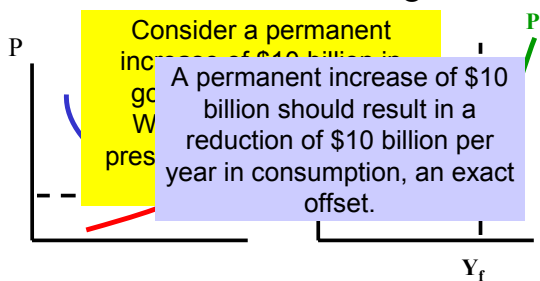 Consider a permanent
P
P
A permanent increase of $10
billion should result in a
reduction of $10 billion per
year in consumption, an exact
offset.
Yf